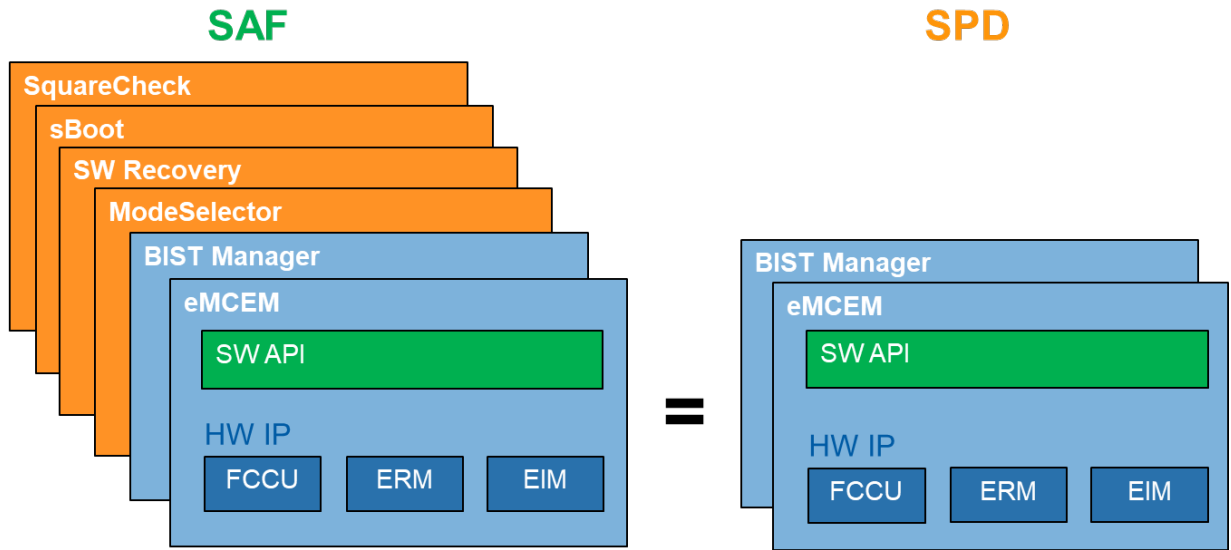 SAF
SquareCheck
sBoot
SW Recovery
ModeSelector
BIST Manager
eMCEM
SW API
HW IP
FCCU
ERM
EIM
=
SPD
BIST Manager
eMCEM
SW API
HW IP
FCCU
ERM
EIM